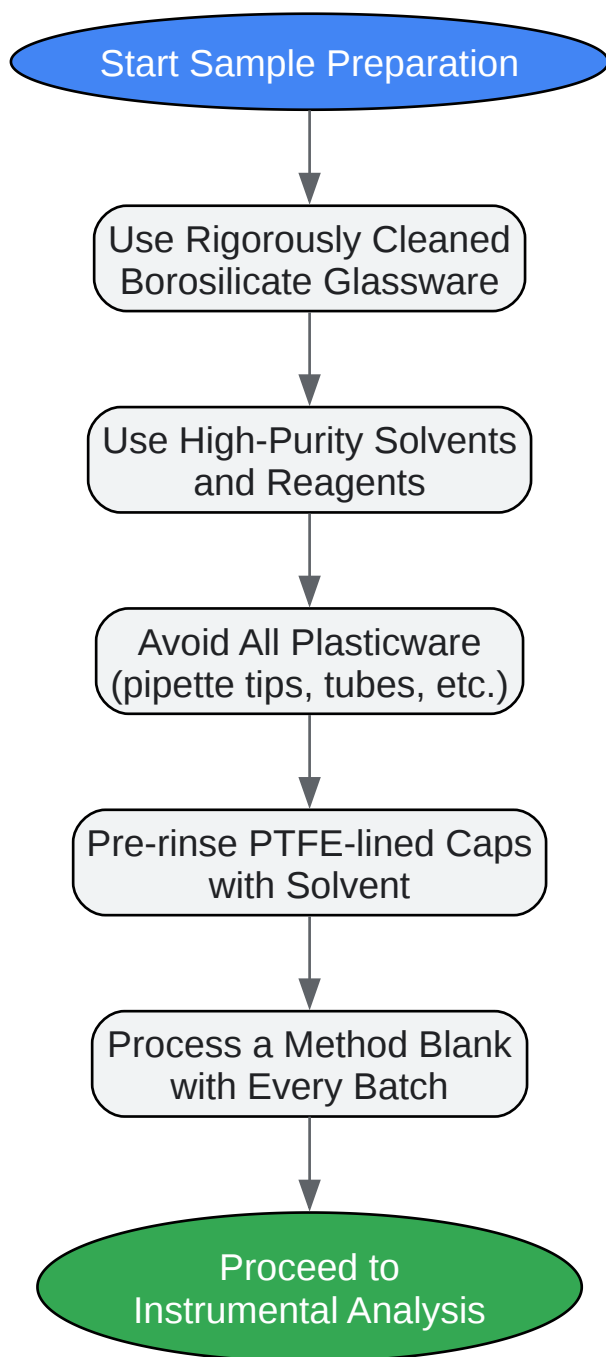 Start Sample Preparation
Use Rigorously Cleaned
Borosilicate Glassware
Use High-Purity Solvents
and Reagents
Avoid All Plasticware
(pipette tips, tubes, etc.)
Pre-rinse PTFE-lined Caps
with Solvent
Process a Method Blank
with Every Batch
Proceed to
Instrumental Analysis